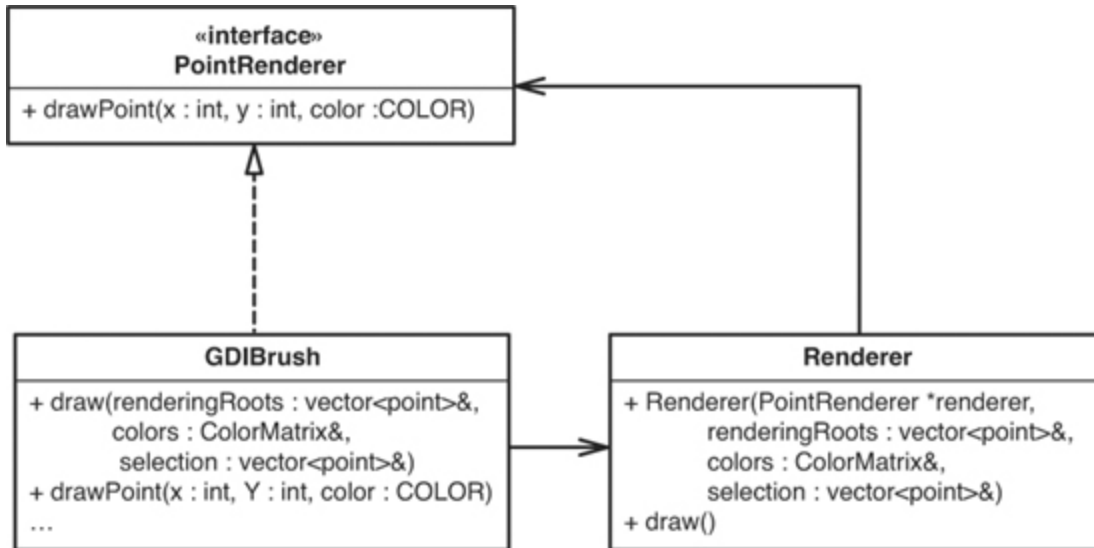 «interface»
PointRenderer
+ drawPoint(x : int, y : int, color :COLOR)
GDIBrush
+ draw(renderingRoots : vector<point>&,
colors : ColorMatrix&,
selection : vector<point>&)
+ drawPoint(x : int, Y : int, color : COLOR)
...
Renderer
+ Renderer(PointRenderer *renderer,
renderingRoots : vector<point>&,
colors : ColorMatrix&,
selection : vector<point>&)
+ draw()